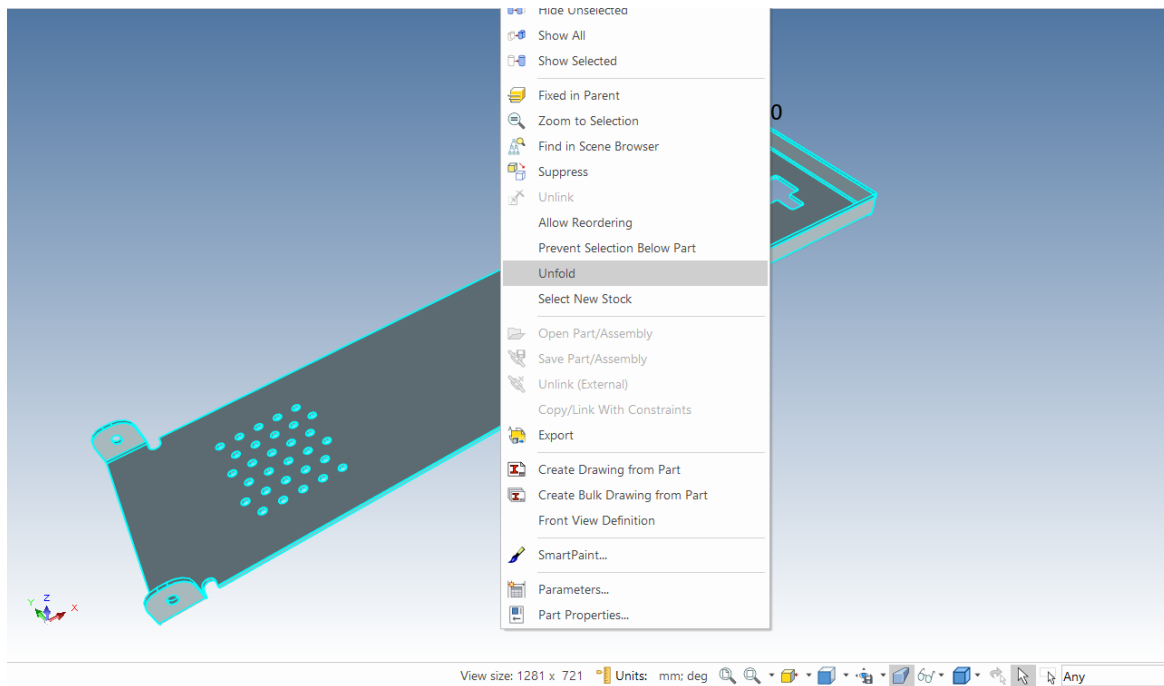 Hide Unselected
Show All
Show Selected
Fixed in Parent
0
Zoom to Selection
Find in Scene Browser
Suppress
Unlink
Allow Reordering
Prevent Selection Below Part
Unfold
Select New Stock
Open Part/Assembly
Save Part/Assembly
Unlink (External)
Copy/Link With Constraints
Export
Create Drawing from Part
Create Bulk Drawing from Part
Front View Definition
SmartPaint...
Parameters...
Part Properties...
Z
Y
X
View size: 1281 x 721 Units: mm; deg Any